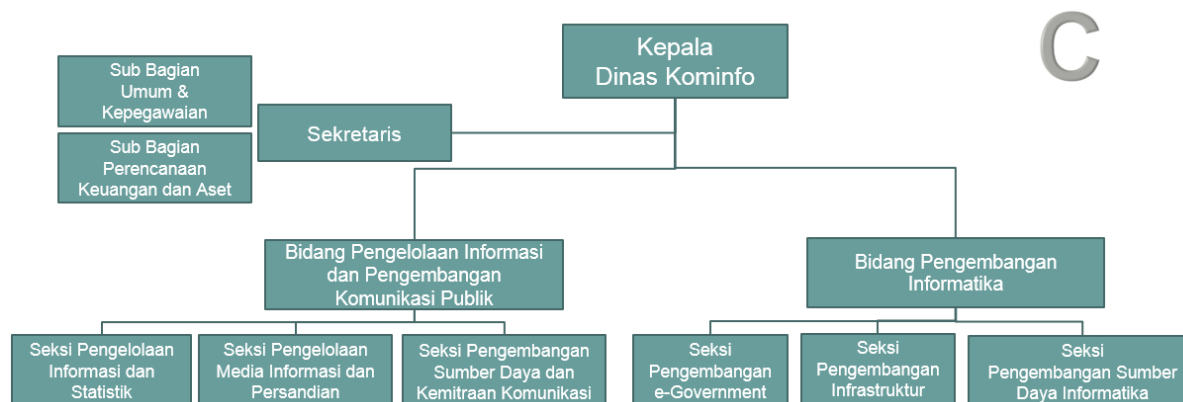 C
Kepala
Dinas Kominfo
Sub Bagian
Umum &
Kepegawaian
Sekretaris
Sub Bagian
Perencanaan
Keuangan dan Aset
Bidang Pengelolaan Informasi
dan Pengembangan
Komunikasi Publik
Bidang Pengembangan
Informatika
Seksi Pengelolaan
Informasi dan
Statistik
Seksi Pengelolaan
Media Informasi dan
Persandian
Seksi Pengembangan
Sumber Daya dan
Kemitraan Komunikasi
Seksi
Pengembangan
e-Government
Seksi
Pengembangan
Infrastruktur
Seksi
Pengembangan Sumber
Daya Informatika